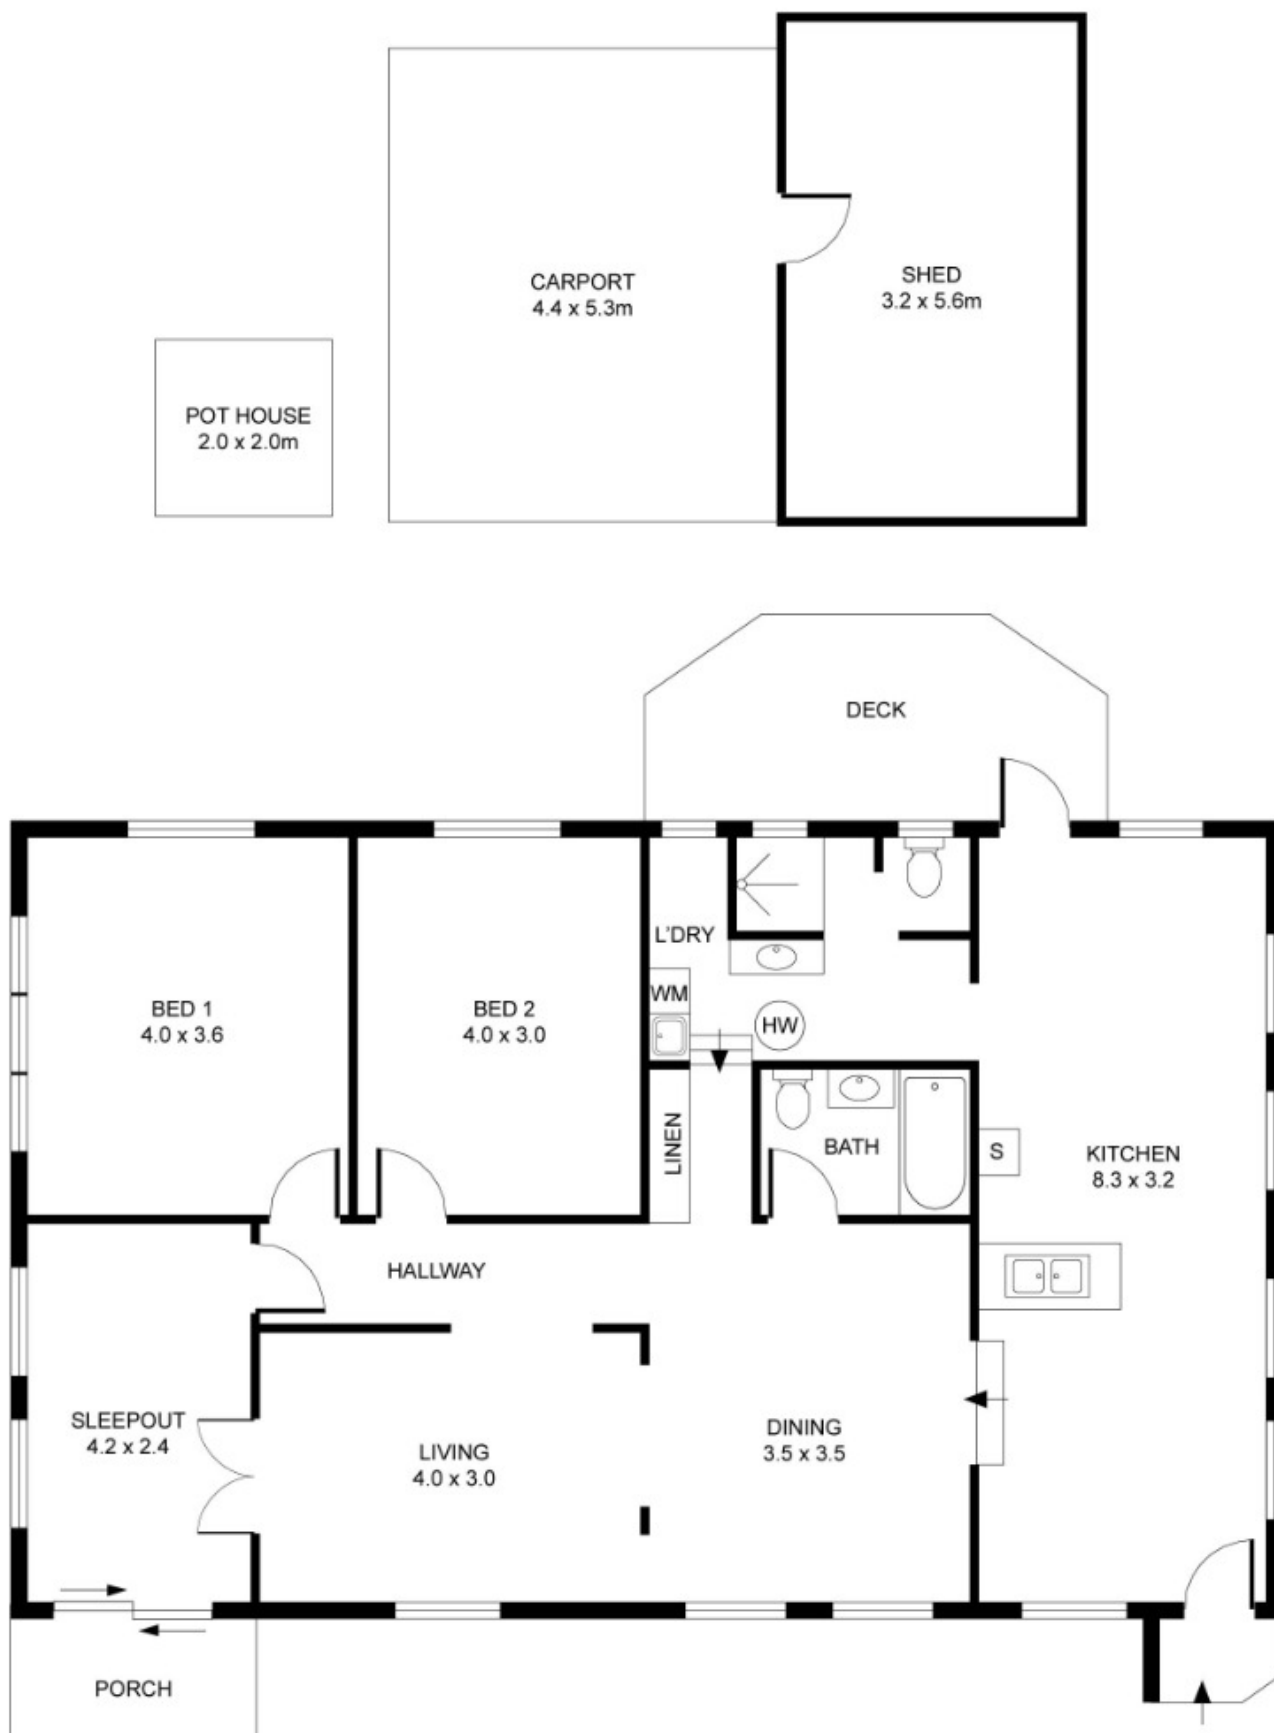 CARPORT
4.4 x 5.3m
SHED
3.2 x 5.6m
POT HOUSE
2.0 x 2.0m
DECK
BED 1
4.0 x 3.6
BED 2
4.0 x 3.0
L'DRY
WM
HW
LINEN
BATH
S
KITCHEN
8.3 x 3.2
HALLWAY
SLEEPOUT
4.2 x 2.4
LIVING
4.0 x 3.0
DINING
3.5 x 3.5
PORCH